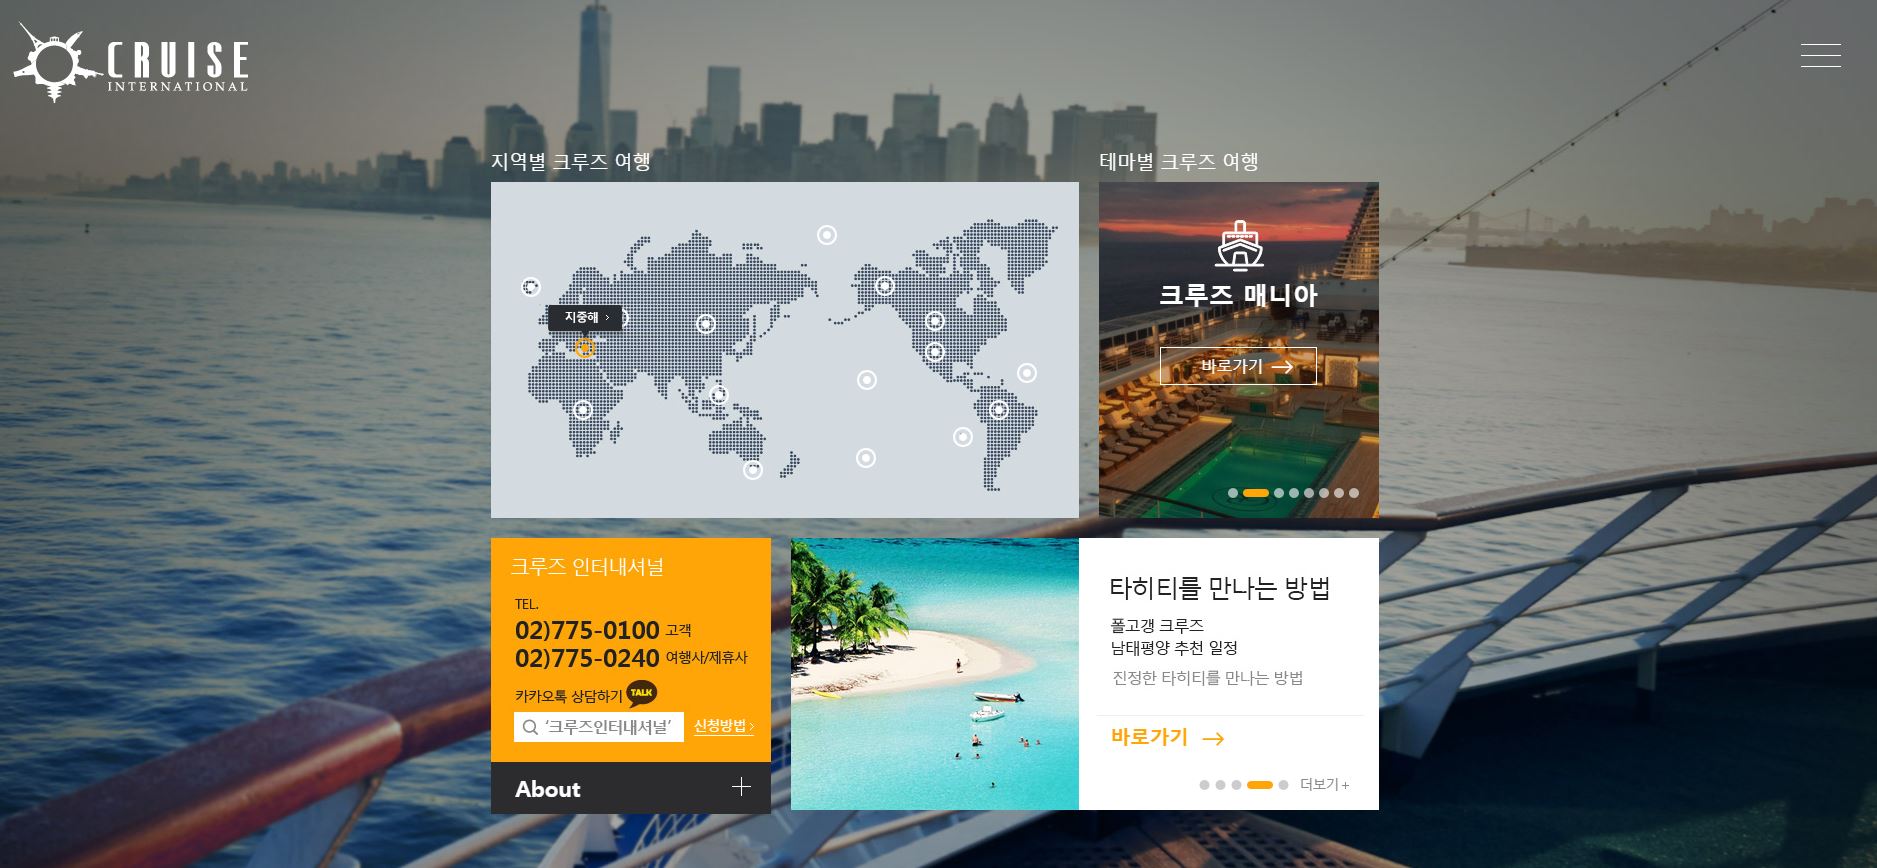 CRUISE
INTERNATIONAL
지역별 크루즈 여행
테마별 크루즈 여행
지중해
크루즈 매니아
바로가기
크루즈 인터내셔널
TEL.
02)775-0100 고객
02)775-0240 여행사/제휴사
카카오톡 상담하기 TALK
‘크루즈인터내셔널’ 신청방법
About
타히티를 만나는 방법
폴고갱 크루즈
남태평양 추천 일정
진정한 타히티를 만나는 방법
바로가기
더보기 +